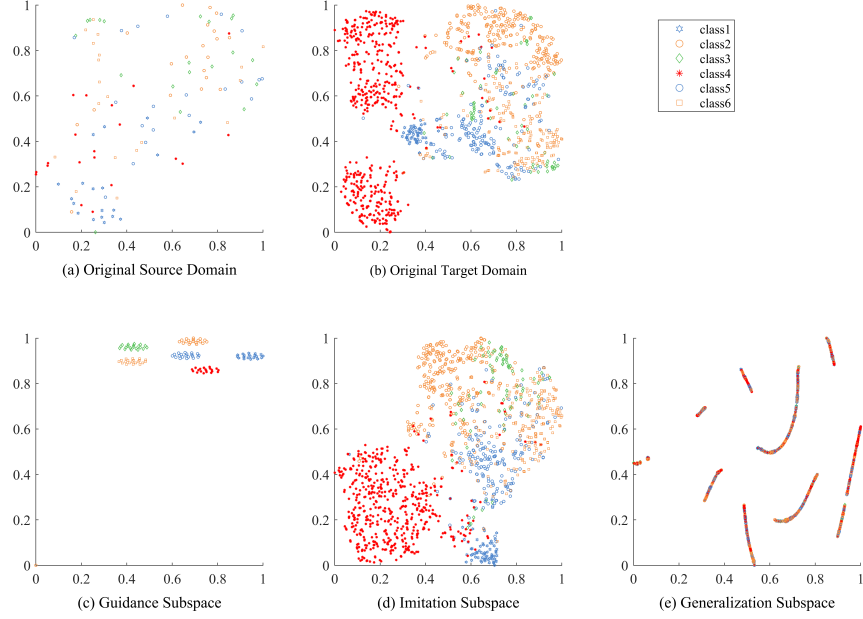 1
0.8
0.6
0.4
0.2
0
0 0.2 0.4 0.6 0.8 1
(a) Original Source Domain
1
0.8
0.6
0.4
0.2
0
0 0.2 0.4 0.6 0.8 1
(b) Original Target Domain
class1
class2
class3
class4
class5
class6
1
0.8
0.6
0.4
0.2
0
0 0.2 0.4 0.6 0.8 1
(c) Guidance Subspace
1
0.8
0.6
0.4
0.2
0
0 0.2 0.4 0.6 0.8 1
(d) Imitation Subspace
1
0.8
0.6
0.4
0.2
0
0 0.2 0.4 0.6 0.8 1
(e) Generalization Subspace